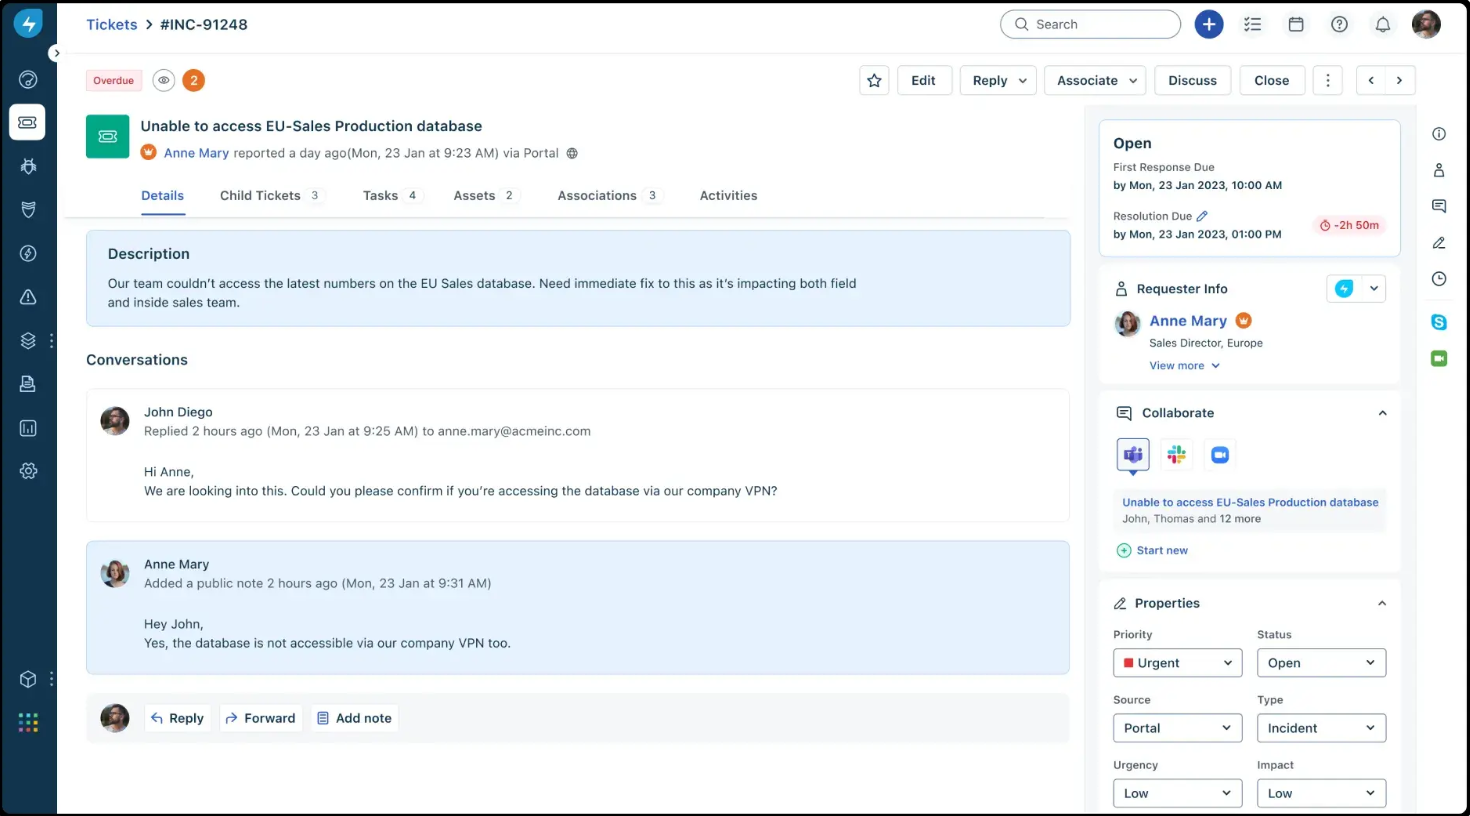 Tickets > #INC-91248
Search
Overdue
2
Edit
Reply
Associate
Discuss
Close
Unable to access EU-Sales Production database
Anne Mary reported a day ago(Mon, 23 Jan at 9:23 AM) via Portal
Details
Child Tickets 3
Tasks 4
Assets 2
Associations 3
Activities
Description
Our team couldn’t access the latest numbers on the EU Sales database. Need immediate fix to this as it’s impacting both field
and inside sales team.
Conversations
John Diego
Replied 2 hours ago (Mon, 23 Jan at 9:25 AM) to anne.mary@acmeinc.com
Hi Anne,
We are looking into this. Could you please confirm if you’re accessing the database via our company VPN?
Anne Mary
Added a public note 2 hours ago (Mon, 23 Jan at 9:31 AM)
Hey John,
Yes, the database is not accessible via our company VPN too.
Reply
Forward
Add note
Open
First Response Due
by Mon, 23 Jan 2023, 10:00 AM
Resolution Due
by Mon, 23 Jan 2023, 01:00 PM
-2h 50m
Requester Info
Anne Mary
Sales Director, Europe
View more
Collaborate
Unable to access EU-Sales Production database
John, Thomas and 12 more
Start new
Properties
Priority
Status
Urgent
Open
Source
Type
Portal
Incident
Urgency
Impact
Low
Low